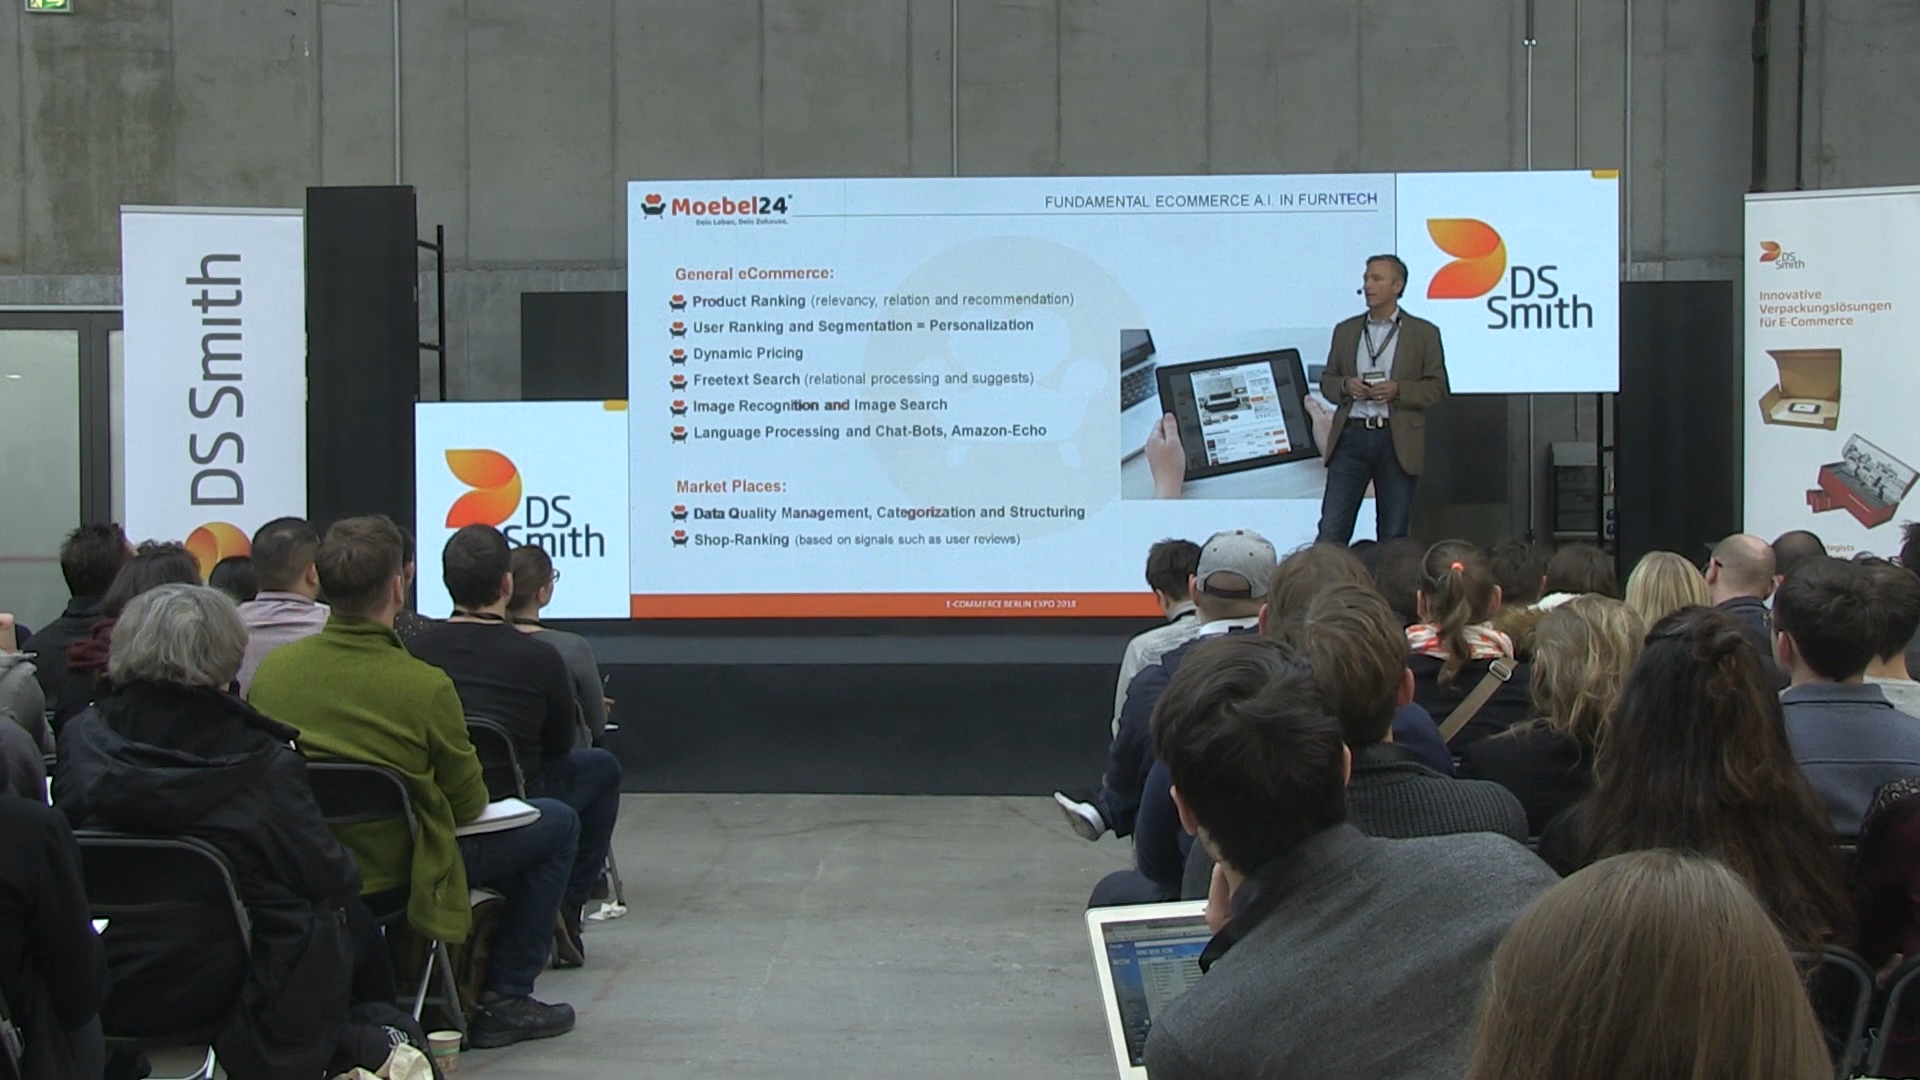 Moebel24
Dein Leben, Dein Zuhause.
FUNDAMENTAL ECOMMERCE A.I. IN FURNTECH
General eCommerce:
Product Ranking (relevancy, relation and recommendation)
User Ranking and Segmentation = Personalization
Dynamic Pricing
Freetext Search (relational processing and suggests)
Image Recognition and Image Search
Language Processing and Chat-Bots, Amazon-Echo
Market Places:
Data Quality Management, Categorization and Structuring
Shop-Ranking (based on signals such as user reviews)
E-COMMERCE BERLIN EXPO 2018
DS Smith
DS
Smith
DS
Smith
DS
Smith
Innovative
Verpackungslösungen
für E-Commerce